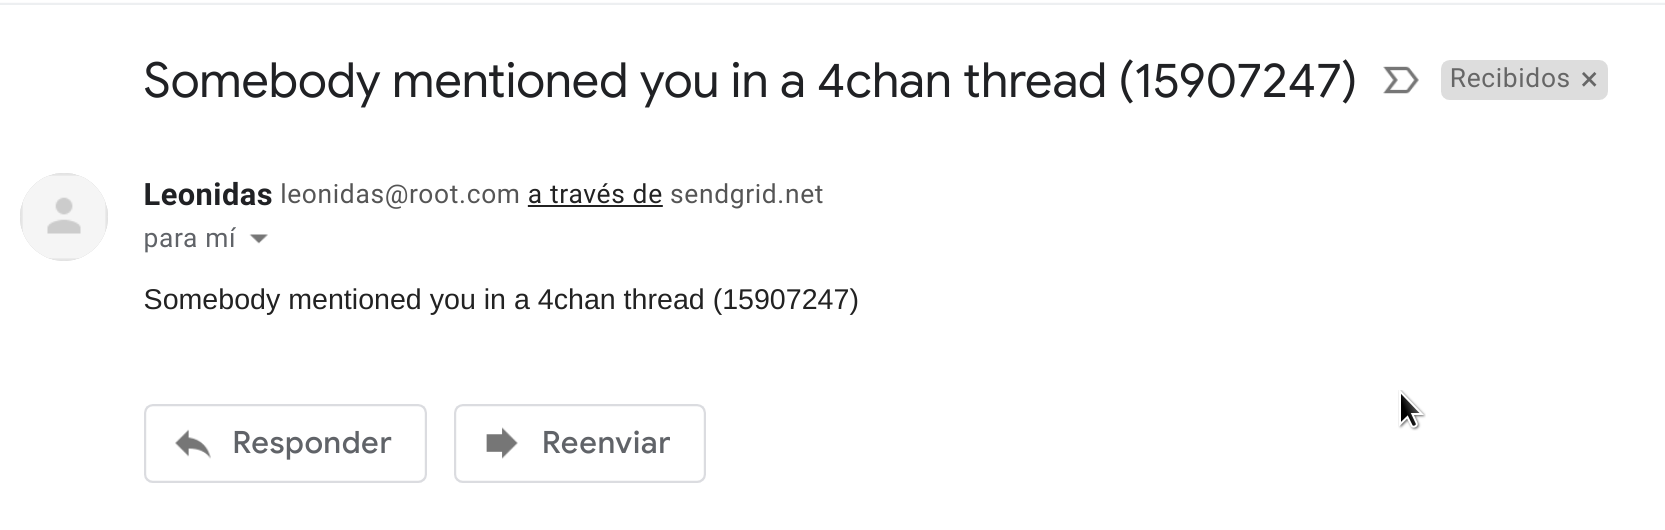 Somebody mentioned you in a 4chan thread (15907247) Recibidos ×
Leonidas leonidas@root.com a través de sendgrid.net
para mí
Somebody mentioned you in a 4chan thread (15907247)
Responder Reenviar